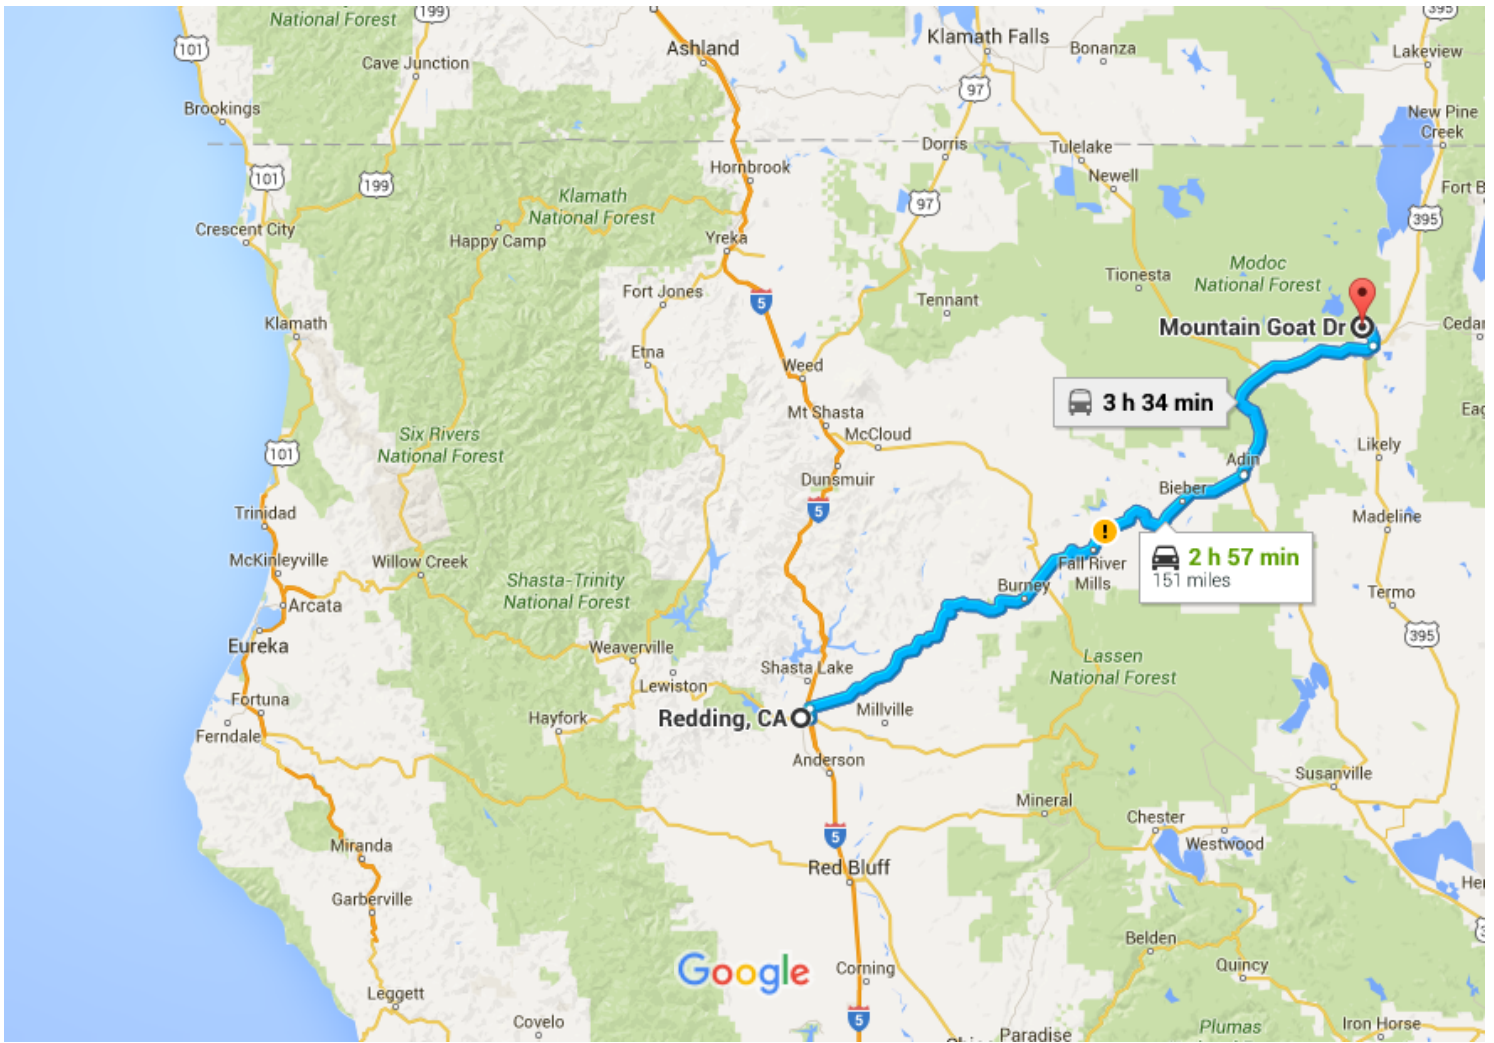 National Forest
199
395
101
Ashland
Klamath Falls
Bonanza
Lakeview
Cave Junction
97
Brookings
New Pine
Creek
Dorris
Tulelake
Hornbrook
101
199
Newell
Klamath
National Forest
97
Fort B
395
Crescent City
Happy Camp
Yreka
Modoc
National Forest
Tionesta
Fort Jones
5
Tennant
Klamath
Mountain Goat Dr
Cedar
Etna
Weed
3 h 34 min
Mt Shasta
McCloud
Eag
Six Rivers
National Forest
101
Likely
Adin
Dunsmuir
Bieber
5
Trinidad
Madeline
!
McKinleyville
Willow Creek
2 h 57 min
151 miles
Fall River
Mills
Shasta-Trinity
National Forest
Burney
Arcata
Termo
395
Eureka
Weaverville
Lassen
National Forest
Shasta Lake
Lewiston
Fortuna
Hayfork
Redding, CA
Millville
Ferndale
Anderson
Susanville
Mineral
Chester
5
Westwood
Miranda
Red Bluff
Her
Garberville
Belden
Google
Corning
Quincy
Leggett
5
Covelo
Paradise
Plumas
Iron Horse